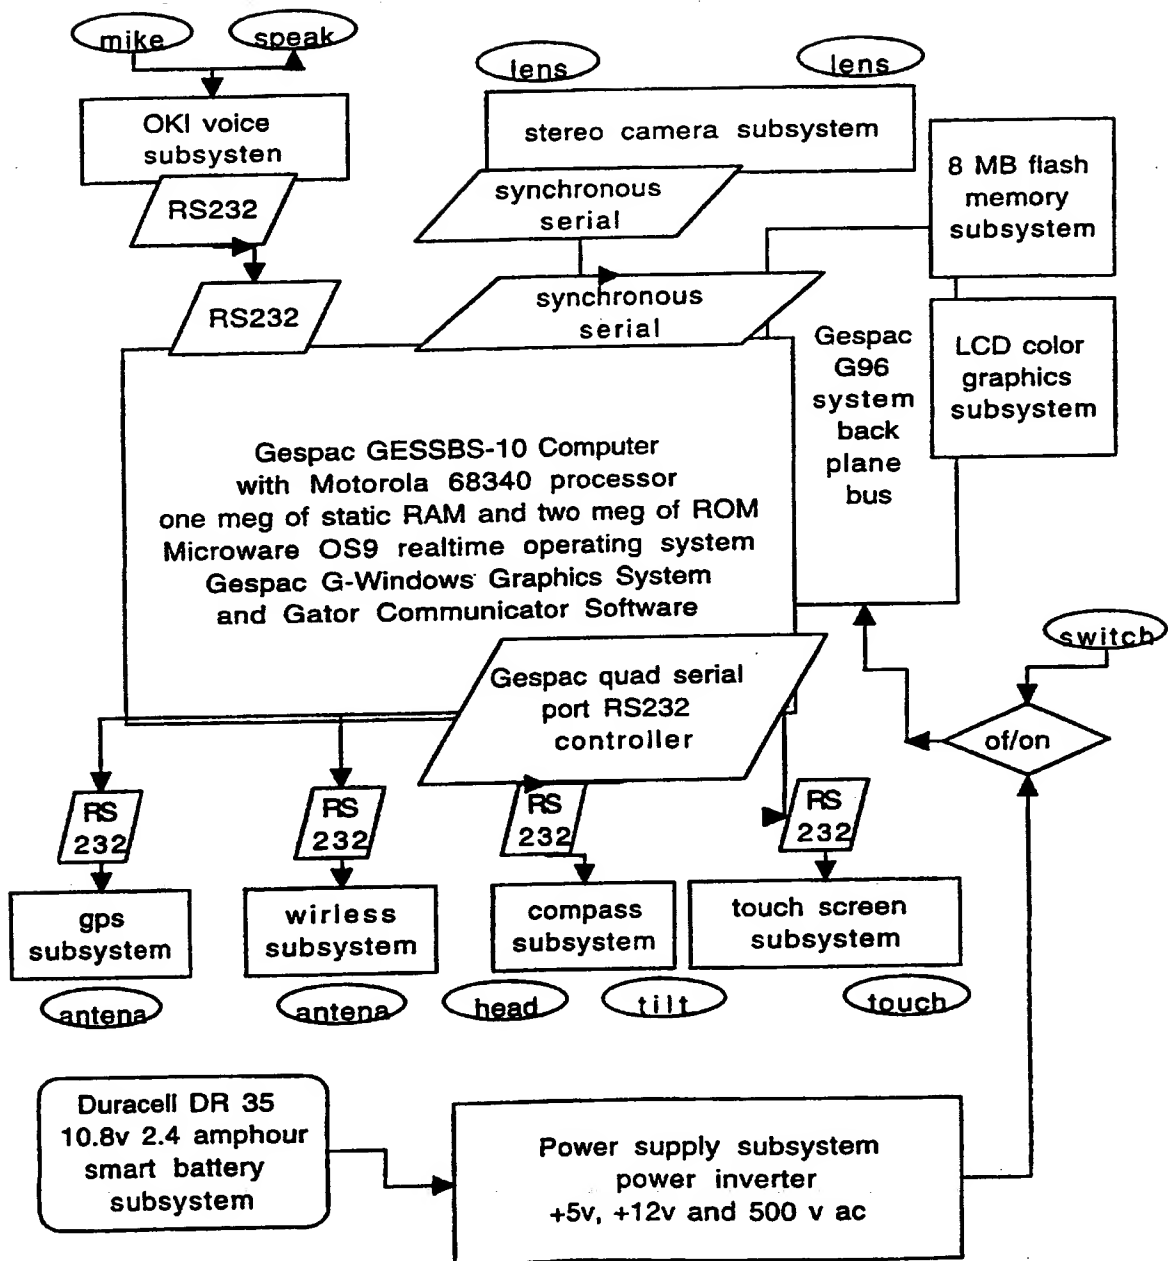 mike
speak
lens
lens
OKI voice
subsysten
stereo camera subsystem
8 MB flash
memory
subsystem
RS232
synchronous
serial
RS232
synchronous
serial
Gespac
G96
system
back
plane
bus
LCD color
graphics
subsystem
Gespac GESSBS-10 Computer
with Motorola 68340 processor
one meg of static RAM and two meg of ROM
Microware OS9 realtime operating system
Gespac G-Windows Graphics System
and Gator Communicator Software
switch
Gespac quad serial
port RS232
controller
of/on
RS
232
RS
232
RS
232
RS
232
gps
subsystem
wirless
subsystem
compass
subsystem
touch screen
subsystem
antena
antena
head
tilt
touch
Duracell DR 35
10.8v 2.4 amphour
smart battery
subsystem
Power supply subsystem
power inverter
+5v, +12v and 500 v ac